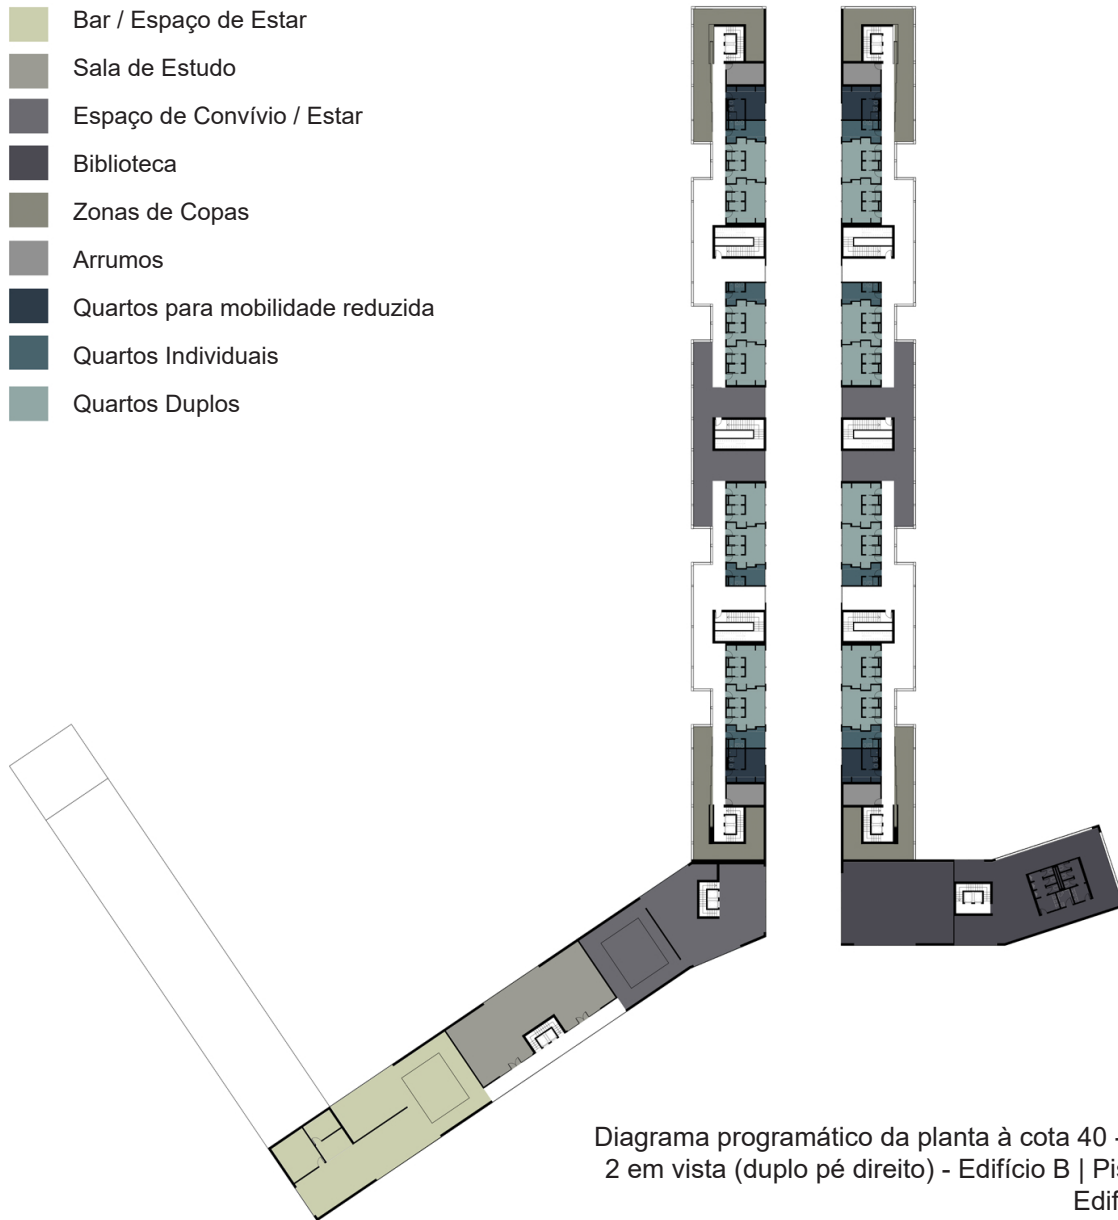 Bar / Espaço de Estar
Sala de Estudo
Espaço de Convívio / Estar
Biblioteca
Zonas de Copas
Arrumos
Quartos para mobilidade reduzida
Quartos Individuais
Quartos Duplos
Diagrama programático da planta à cota 40 -
2 em vista (duplo pé direito) - Edifício B | Pis
Edif